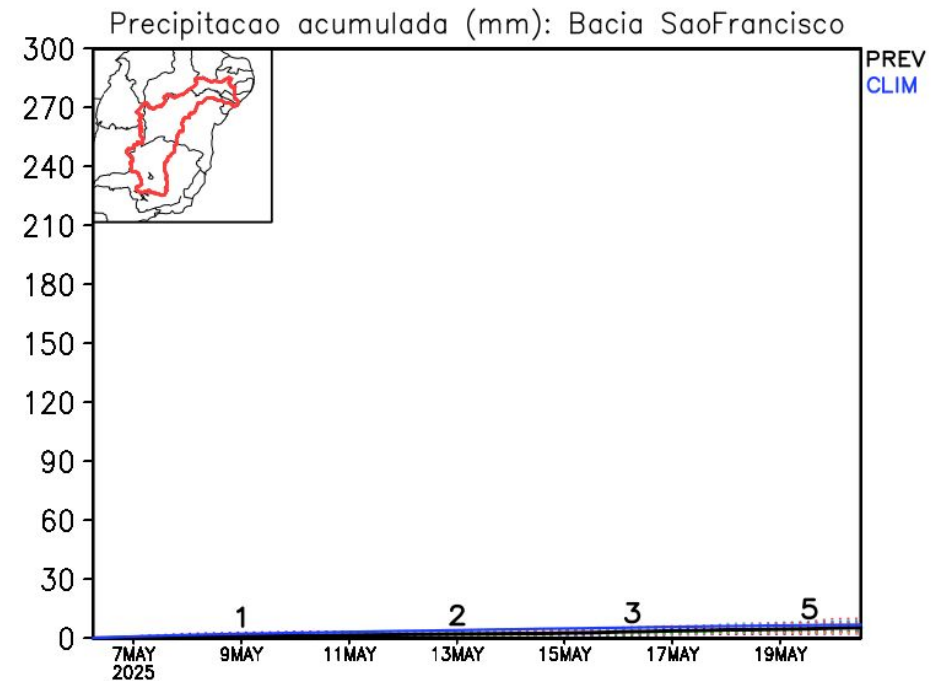 Precipitacao acumulada (mm): Bacia SaoFrancisco
300
PREV
CLIM
270
240
210
180
150
120
90
60
30
0
1
2
3
5
7MAY
2025
9MAY
11MAY
13MAY
15MAY
17MAY
19MAY